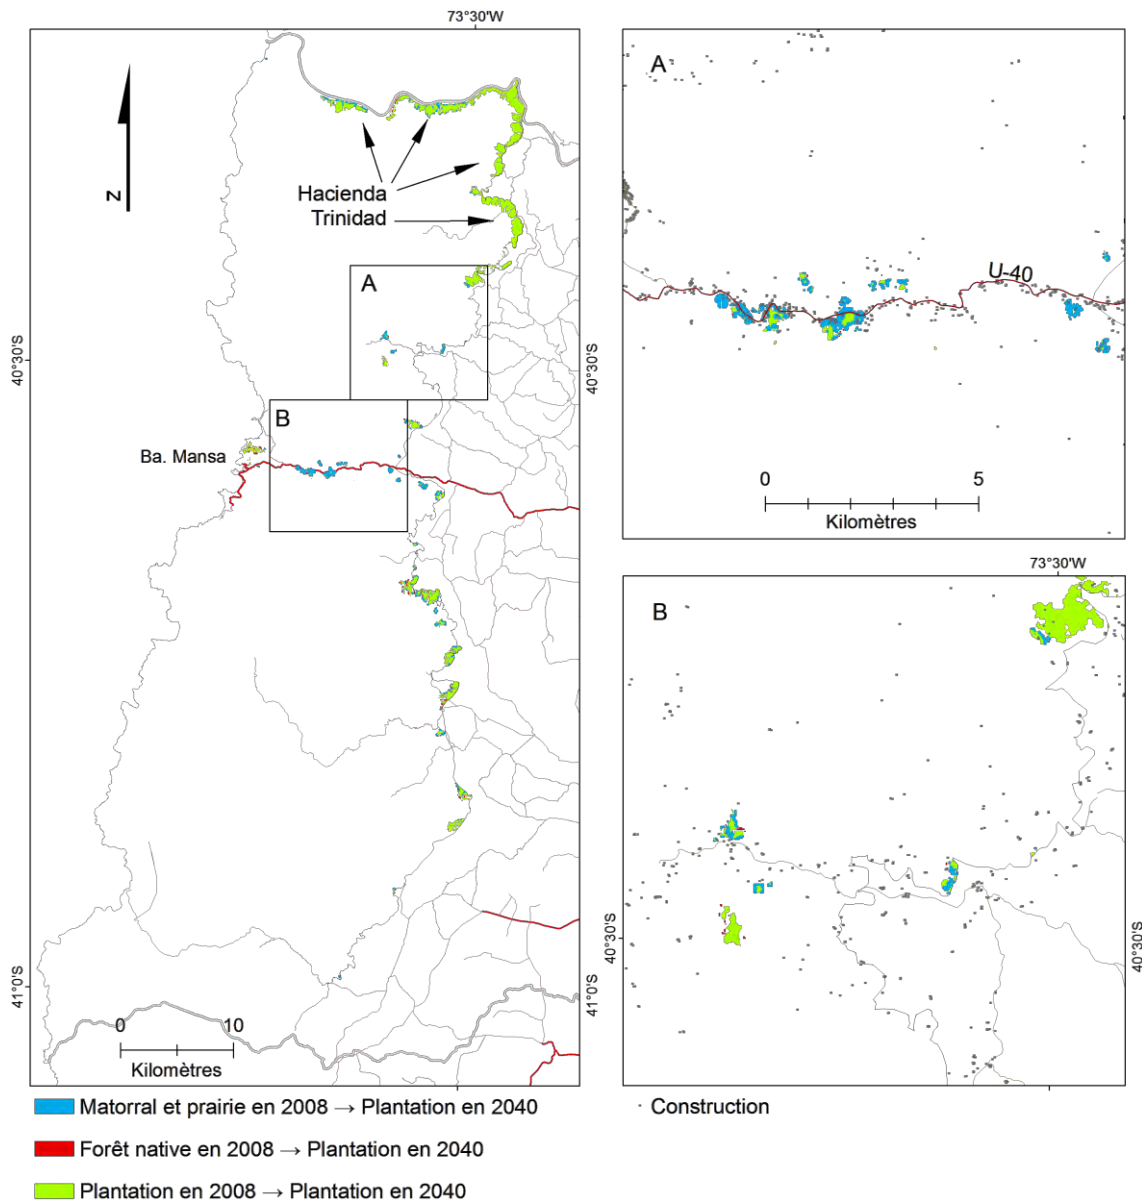 73°30'W
A
Hacienda
Trinidad
N
U-40
A
40°30'S
40°30'S
B
Ba. Mansa
0 5
Kilomètres
73°30'W
B
40°30'S
40°30'S
41°0'S
41°0'S
0 10
Kilomètres
Matorral et prairie en 2008 → Plantation en 2040
Construction
Forêt native en 2008 → Plantation en 2040
Plantation en 2008 → Plantation en 2040